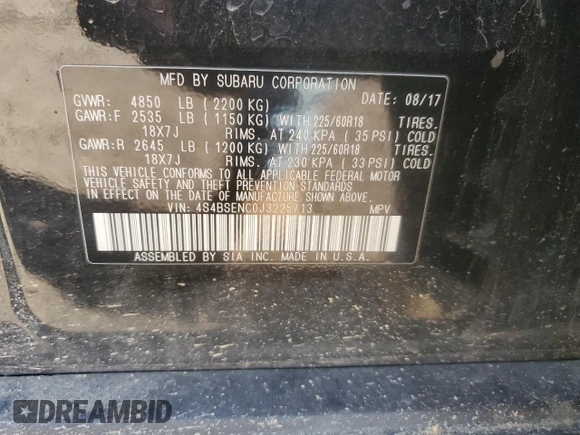 MFD BY SUBARU CORPORATION
GVWR: 4850 LB (2200 KG) DATE: 08/17
GAWR:F 2535 LB (1150 KG) WITH 225/60R18 TIRES.
18X7J RIMS. AT 240 KPA (35 PSI) COLD
GAWR:R 2645 LB (1200 KG) WITH 225/60R18 TIRES.
18X7J RIMS. AT 230 KPA (33 PSI) COLD
THIS VEHICLE CONFORMS TO ALL APPLICABLE FEDERAL MOTOR
VEHICLE SAFETY AND THEFT PREVENTION STANDARDS
IN EFFECT ON THE DATE OF MANUFACTURE SHOWN ABOVE.
VIN: 4S4BSENC0J3225713 MPV
ASSEMBLED BY SIA INC. MADE IN U.S.A.
DREAMBID